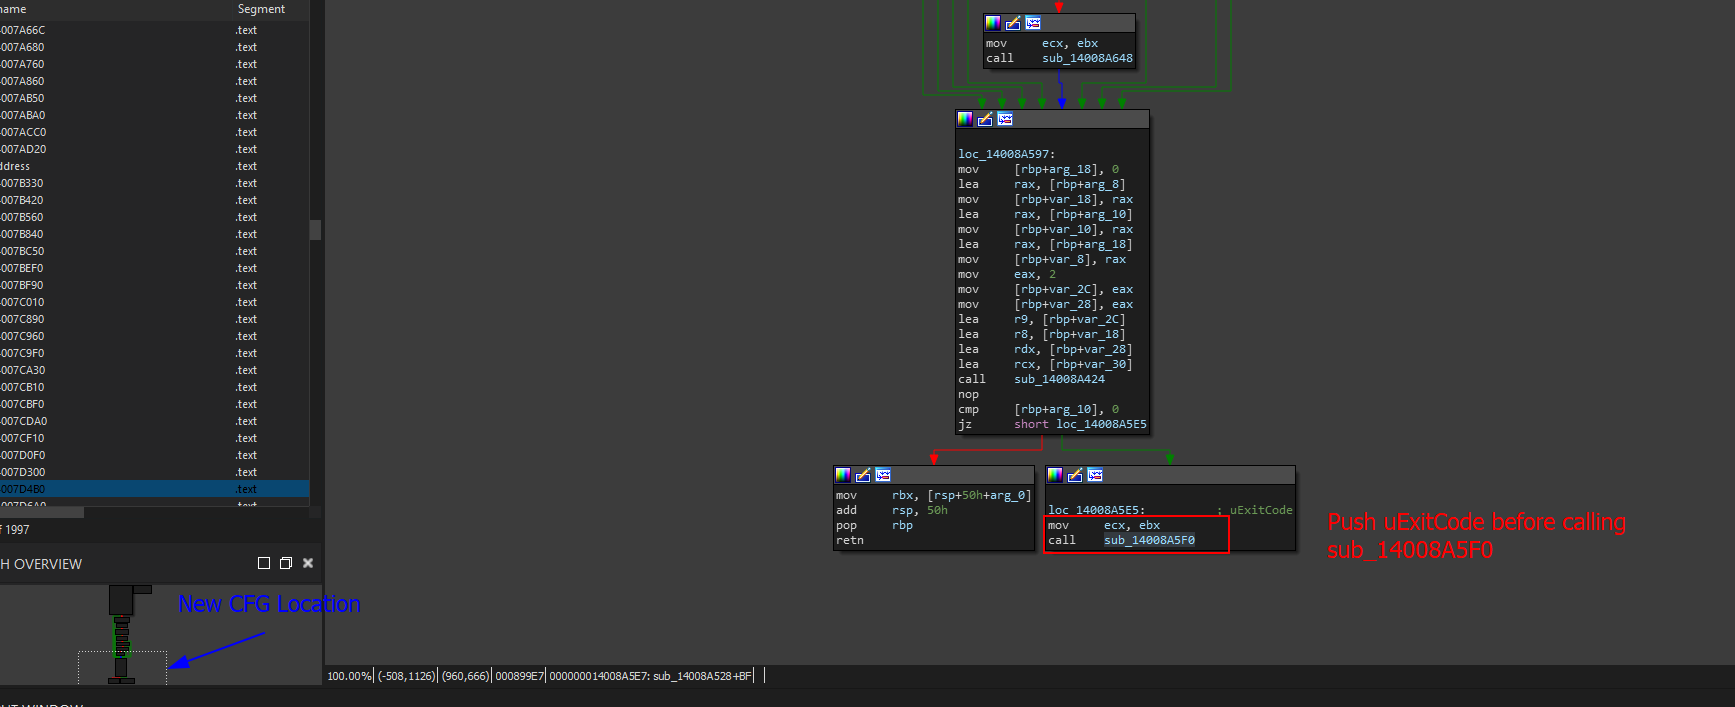 ame
Segment
007A66C .text
007A680 .text
007A760 .text
007A860 .text
007AB50 .text
007ABA0 .text
007ACC0 .text
007AD20 .text
ddress .text
007B330 .text
007B420 .text
007B560 .text
007B840 .text
007BC50 .text
007BEF0 .text
007BF90 .text
007C010 .text
007C890 .text
007C960 .text
007C9F0 .text
007CA30 .text
007CB10 .text
007CBF0 .text
007CDA0 .text
007CF10 .text
007D0F0 .text
007D300 .text
007D4B0 .text
007D6A0 .text
f 1997
H OVERVIEW
New CFG Location
mov ecx, ebx
call sub_14008A648
loc_14008A597:
mov [rbp+arg_18], 0
lea rax, [rbp+arg_8]
mov [rbp+var_18], rax
lea rax, [rbp+arg_10]
mov [rbp+var_10], rax
lea rax, [rbp+arg_18]
mov [rbp+var_8], rax
mov eax, 2
mov [rbp+var_2C], eax
mov [rbp+var_28], eax
lea r9, [rbp+var_2C]
lea r8, [rbp+var_18]
lea rdx, [rbp+var_28]
lea rcx, [rbp+var_30]
call sub_14008A424
nop
cmp [rbp+arg_10], 0
jz short loc_14008A5E5
mov rbx, [rsp+50h+arg_0]
add rsp, 50h
pop rbp
retn
loc_14008A5E5: ; uExitCode
mov ecx, ebx
call sub_14008A5F0
Push uExitCode before calling
sub_14008A5F0
100.00% (-508,1126) (960,666) 000899E7 000000014008A5E7: sub_14008A528+BF